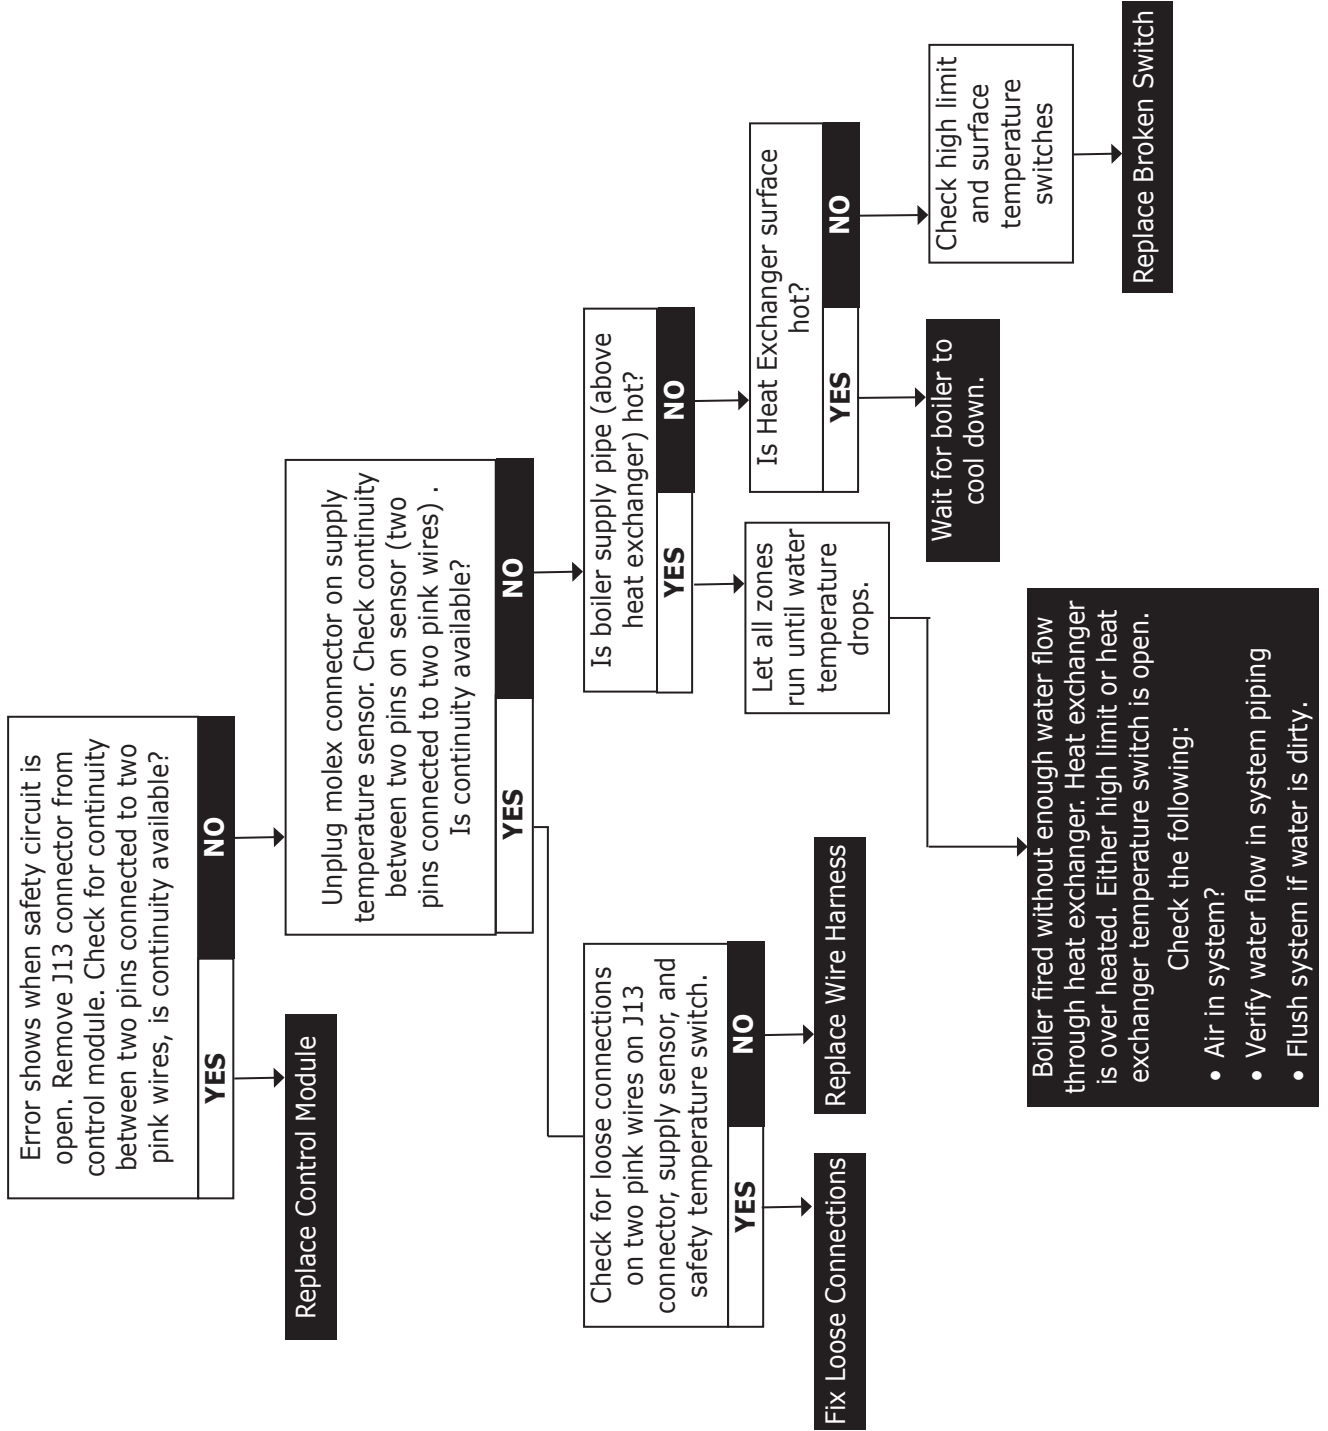 Error shows when safety circuit is
open. Remove J13 connector from
control module. Check for continuity
between two pins connected to two
pink wires, is continuity available?
YES
NO
Replace Control Module
Unplug molex connector on supply
temperature sensor. Check continuity
between two pins on sensor (two
pins connected to two pink wires) .
Is continuity available?
YES
NO
Check for loose connections
on two pink wires on J13
connector, supply sensor, and
safety temperature switch.
YES
NO
Fix Loose Connections
Replace Wire Harness
Is boiler supply pipe (above
heat exchanger) hot?
YES
NO
Let all zones
run until water
temperature
drops.
Boiler fired without enough water flow
through heat exchanger. Heat exchanger
is over heated. Either high limit or heat
exchanger temperature switch is open.
Check the following:
• Air in system?
• Verify water flow in system piping
• Flush system if water is dirty.
Is Heat Exchanger surface
hot?
YES
NO
Wait for boiler to
cool down.
Check high limit
and surface
temperature
switches
Replace Broken Switch